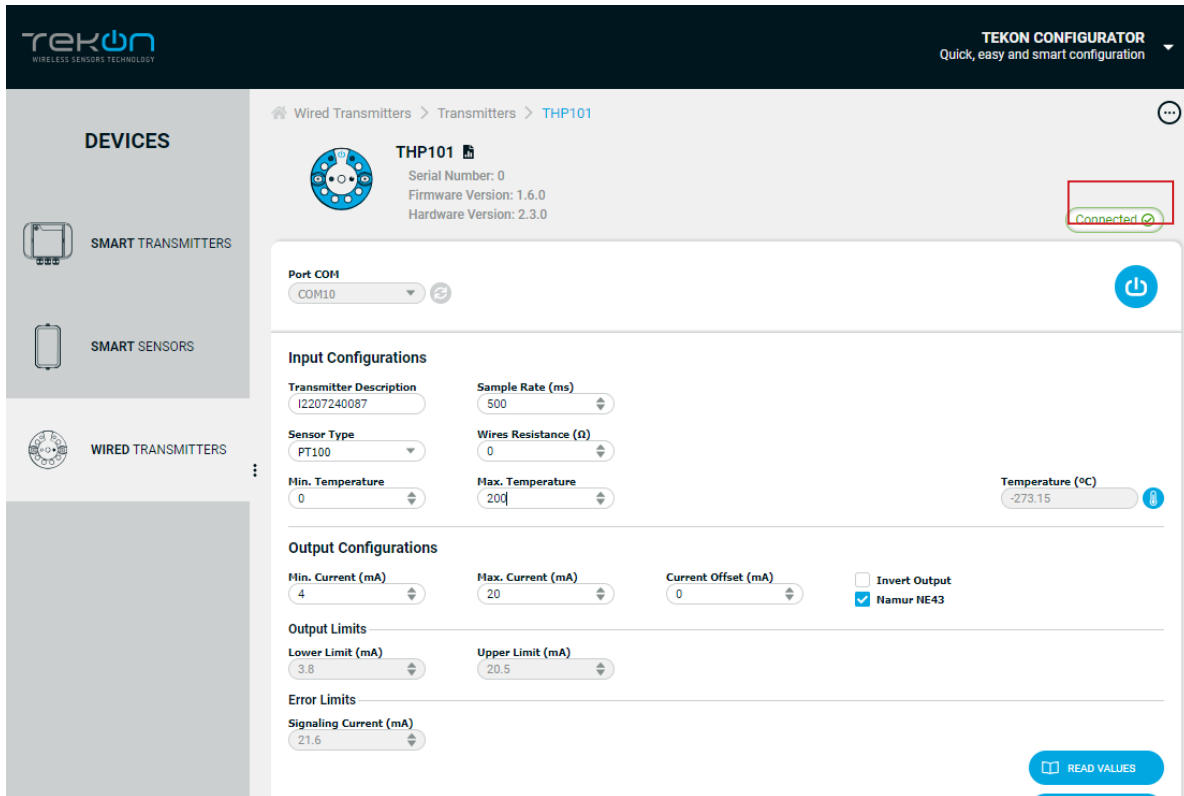 TEKON
WIRELESS SENSORS TECHNOLOGY
TEKON CONFIGURATOR
Quick, easy and smart configuration
DEVICES
SMART TRANSMITTERS
SMART SENSORS
WIRED TRANSMITTERS
Wired Transmitters > Transmitters > THP101
THP101
Serial Number: 0
Firmware Version: 1.6.0
Hardware Version: 2.3.0
Connected
Port COM
COM10
Input Configurations
Transmitter Description Sample Rate (ms)
I2207240087 500
Sensor Type Wires Resistance (Ω)
PT100 0
Min. Temperature Max. Temperature Temperature (ºC)
0 200 -273.15
Output Configurations
Min. Current (mA) Max. Current (mA) Current Offset (mA) Invert Output
4 20 0 Namur NE43
Output Limits
Lower Limit (mA) Upper Limit (mA)
3.8 20.5
Error Limits
Signaling Current (mA)
21.6
READ VALUES